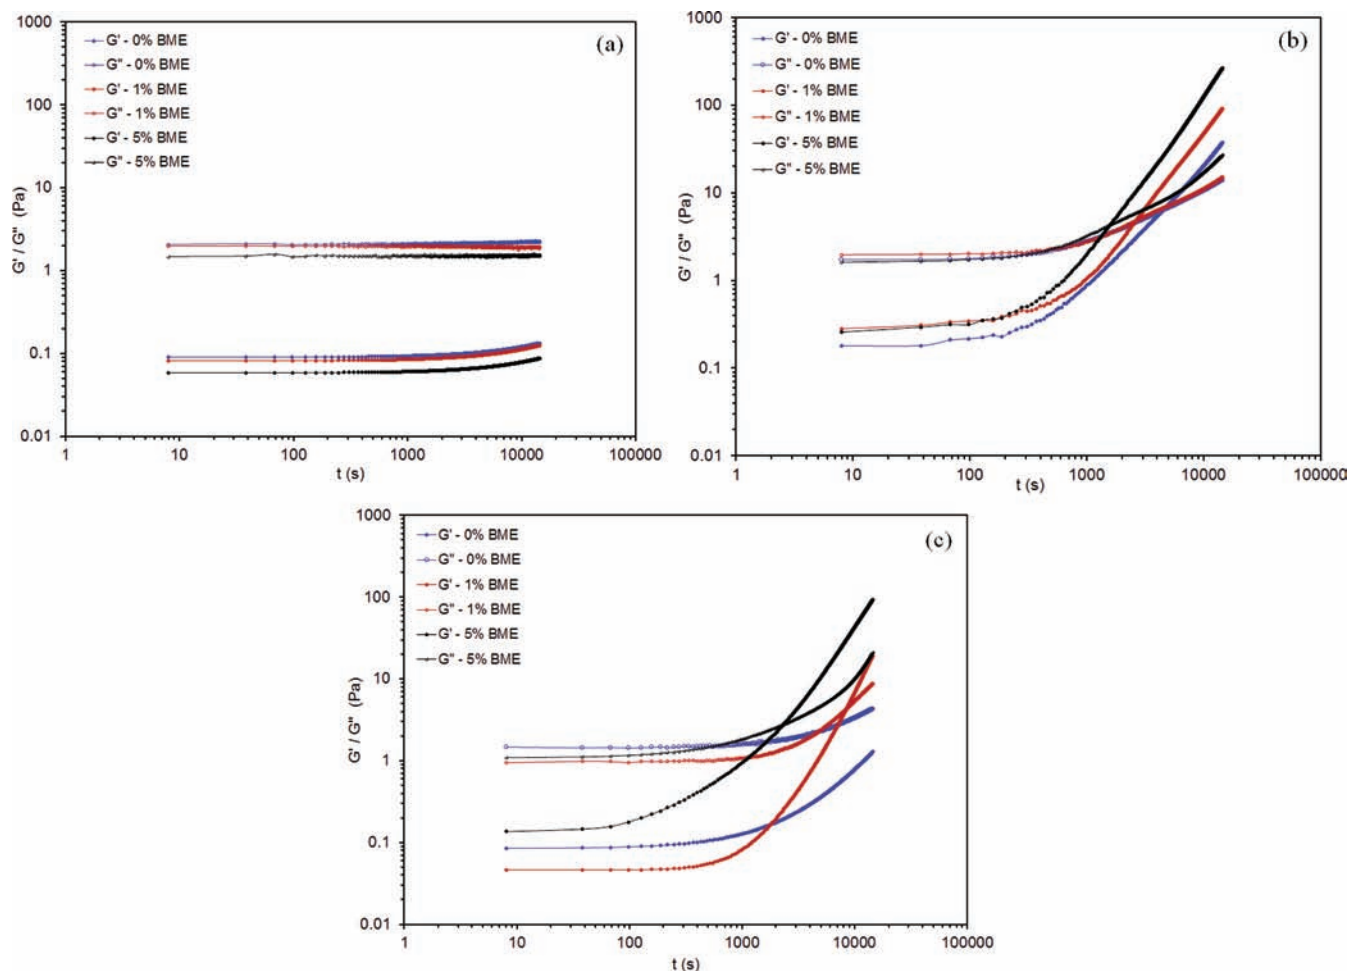 (a)
1000
100
10
1
0.1
0.01
G' / G" (Pa)
G' - 0% BME
G" - 0% BME
G' - 1% BME
G" - 1% BME
G' - 5% BME
G" - 5% BME
1 10 100 1000 10000 100000
t (s)
(b)
1000
100
10
1
0.1
0.01
G' / G" (Pa)
G' - 0% BME
G" - 0% BME
G' - 1% BME
G" - 1% BME
G' - 5% BME
G" - 5% BME
1 10 100 1000 10000 100000
t (s)
(c)
1000
100
10
1
0.1
0.01
G' / G" (Pa)
G' - 0% BME
G" - 0% BME
G' - 1% BME
G" - 1% BME
G' - 5% BME
G" - 5% BME
1 10 100 1000 10000 100000
t (s)